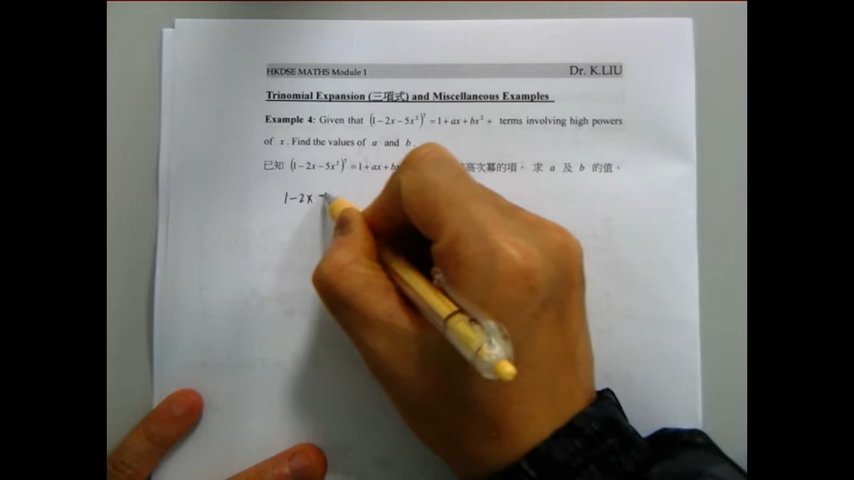 HKDSE MATHS Module 1 Dr. K.LIU
Trinomial Expansion (三項式) and Miscellaneous Examples
Example 4: Given that (1−2x−5x²)⁷ = 1+ax+bx² + terms involving high powers
of x. Find the values of a and b.
已知 (1−2x−5x²)⁷ = 1+ax+ 高次幕的項。求 a 及 b 的值。
1−2x